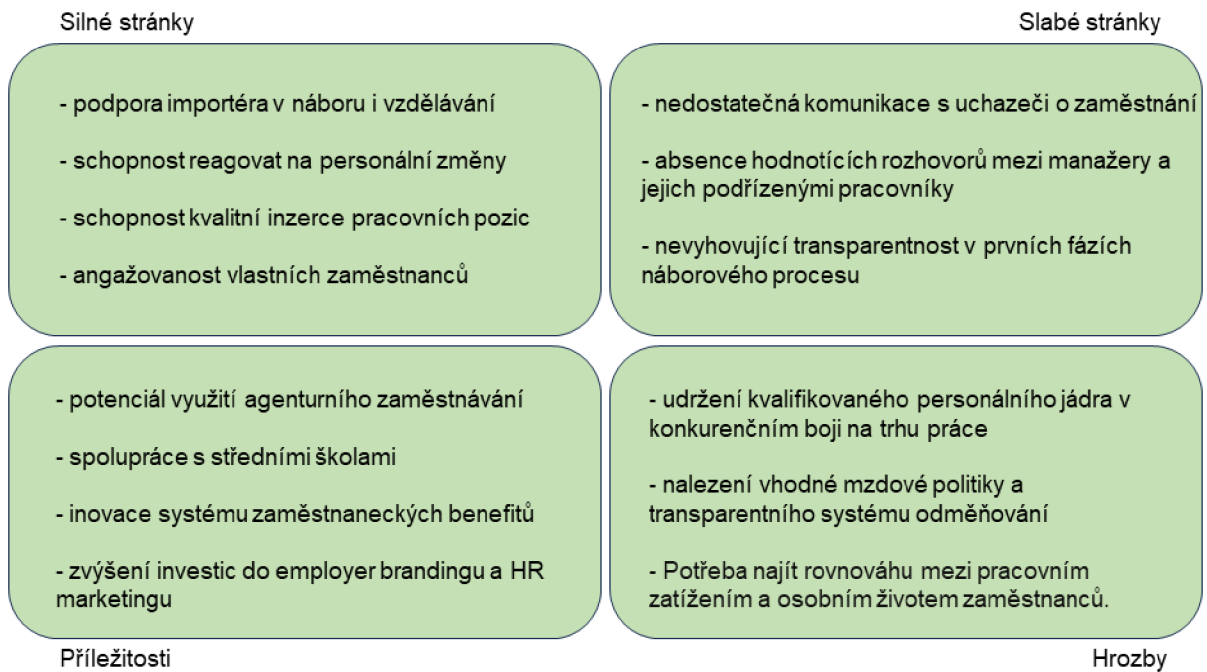 Silné stránky
Slabé stránky
- podpora importéra v náboru i vzdělávání
- schopnost reagovat na personální změny
- schopnost kvalitní inzerce pracovních pozic
- angažovanost vlastních zaměstnanců
- nedostatečná komunikace s uchazeči o zaměstnání
- absence hodnotících rozhovorů mezi manažery a
jejich podřízenými pracovníky
- nevyhovující transparentnost v prvních fázích
náborového procesu
- potenciál využití agenturního zaměstnávání
- spolupráce s středními školami
- inovace systému zaměstnaneckých benefitů
- zvýšení investic do employer brandingu a HR
marketingu
- udržení kvalifikovaného personálního jádra v
konkurenčním boji na trhu práce
- nalezení vhodné mzdové politiky a
transparentního systému odměňování
- Potřeba najít rovnováhu mezi pracovním
zatížením a osobním životem zaměstnanců.
Příležitosti
Hrozby